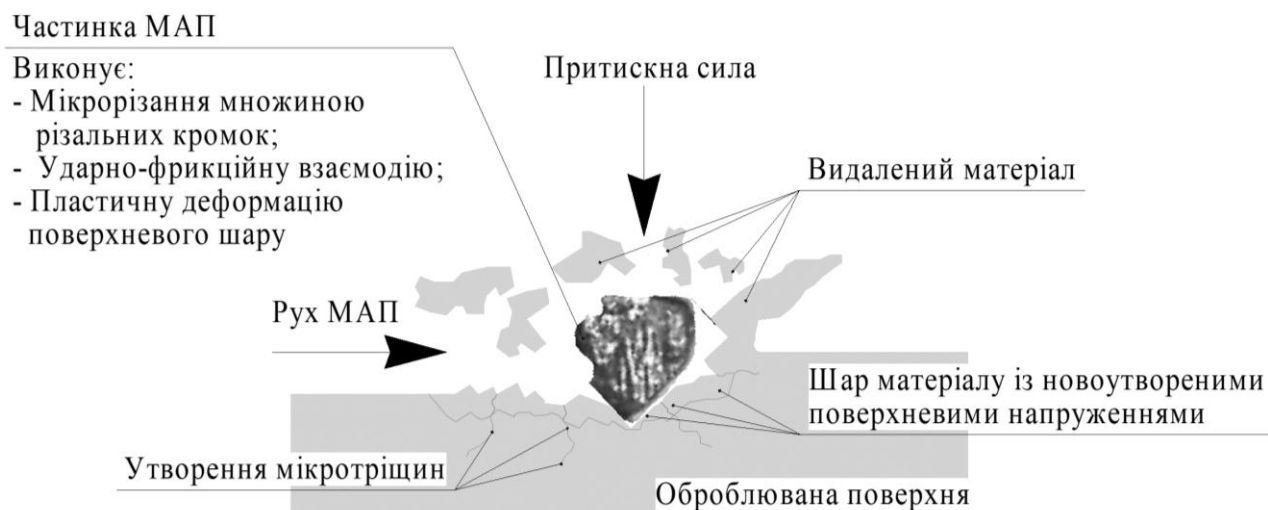 Частинка МАП
Виконує:
- Мікрорізання множиною
різальних кромок;
- Ударно-фрикційну взаємодію;
- Пластичну деформацію
поверхневого шару
Притискна сила
Видалений матеріал
Рух МАП
Шар матеріалу із новоутвореними
поверхневими напруженнями
Утворення мікротріщин
Оброблювана поверхня